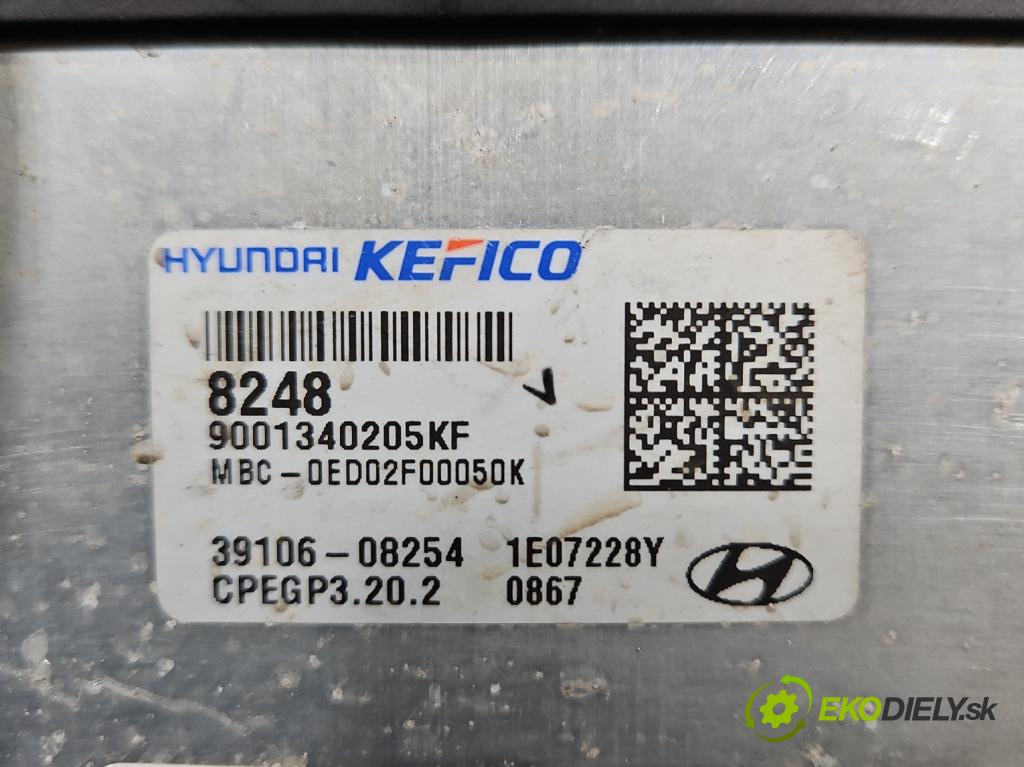 HYUNDAI KEFICO
8248
9001340205KF
MBC-0ED02F00050K
39106-08254 1E07228Y
CPEGP3.20.2 0867
EKODIELY.sk